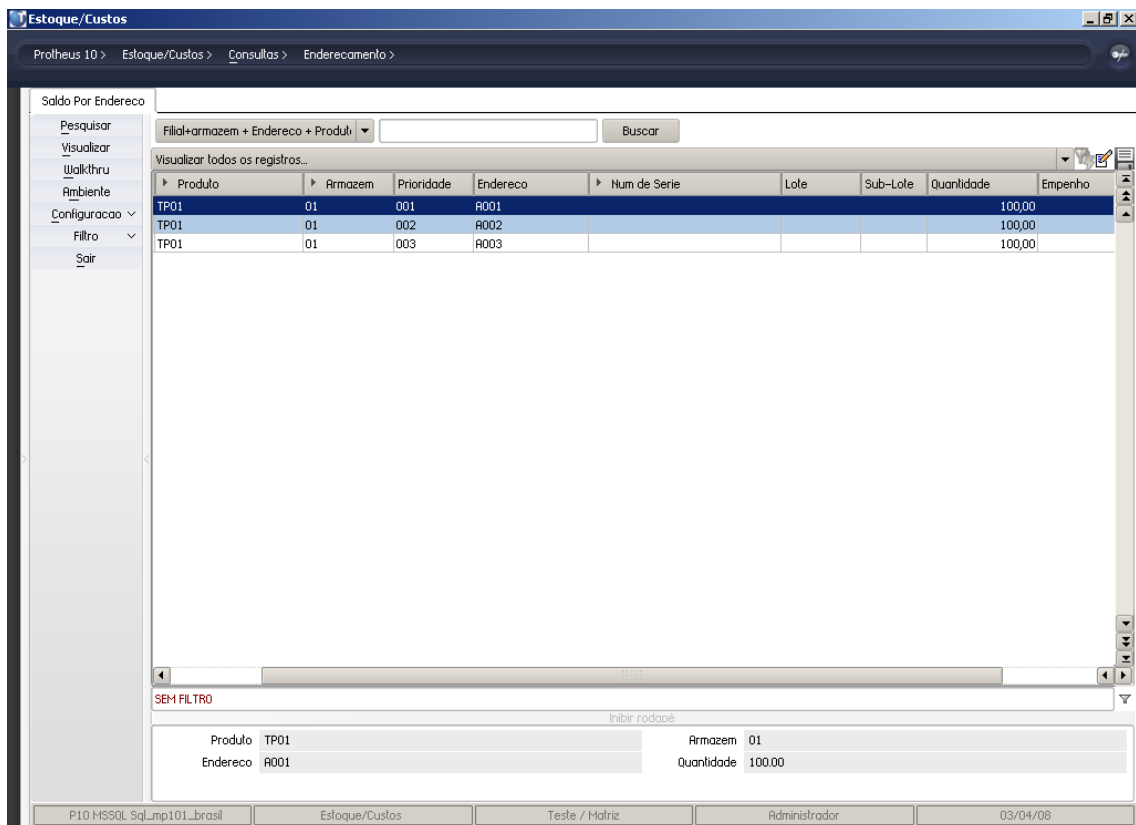 Estoque/Custos
Protheus 10 > Estoque/Custos > Consultas > Enderecamento >
Saldo Por Endereco
Pesquisar
Visualizar
Walkthru
Ambiente
Configuracao
Filtro
Sair
Filial+armazem + Endereco + Produt Buscar
Visualizar todos os registros...
Produto Armazem Prioridade Endereco Num de Serie Lote Sub-Lote Quantidade Empenho
TP01 01 001 A001 100,00
TP01 01 002 A002 100,00
TP01 01 003 A003 100,00
SEM FILTRO
Inibir rodapé
Produto TP01 Armazem 01
Endereco A001 Quantidade 100.00
P10 MSSQL Sql_mp101_brasil Estoque/Custos Teste / Matriz Administrador 03/04/08